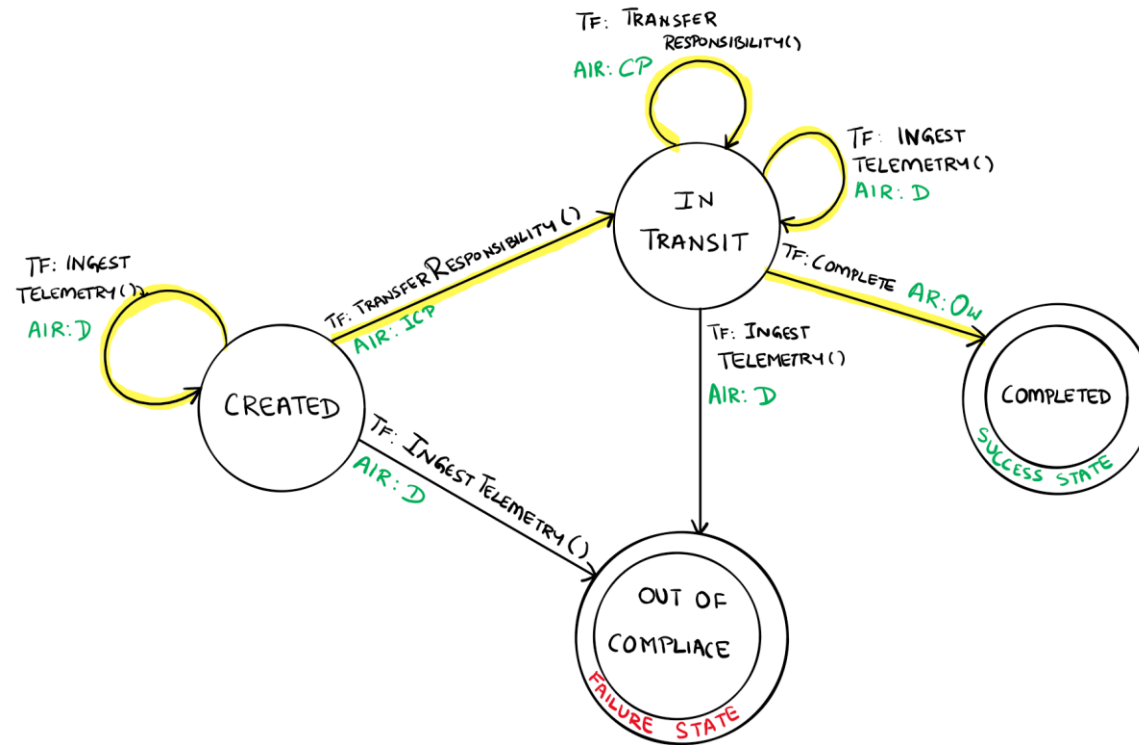 TF: TRANSFER
RESPONSIBILITY()
AIR: CP
TF: INGEST
TELEMETRY()
AIR: D
IN
TRANSIT
TF: INGEST
TELEMETRY()
AIR: D
TF: TRANSFERRESPONSIBILITY()
AIR: ICP
TF: COMPLETE AR: OW
TF: INGEST
TELEMETRY()
AIR: D
CREATED
COMPLETED
SUCCESS STATE
TF: INGESTTELEMETRY()
AIR: D
OUT OF
COMPLIACE
FAILURE STATE